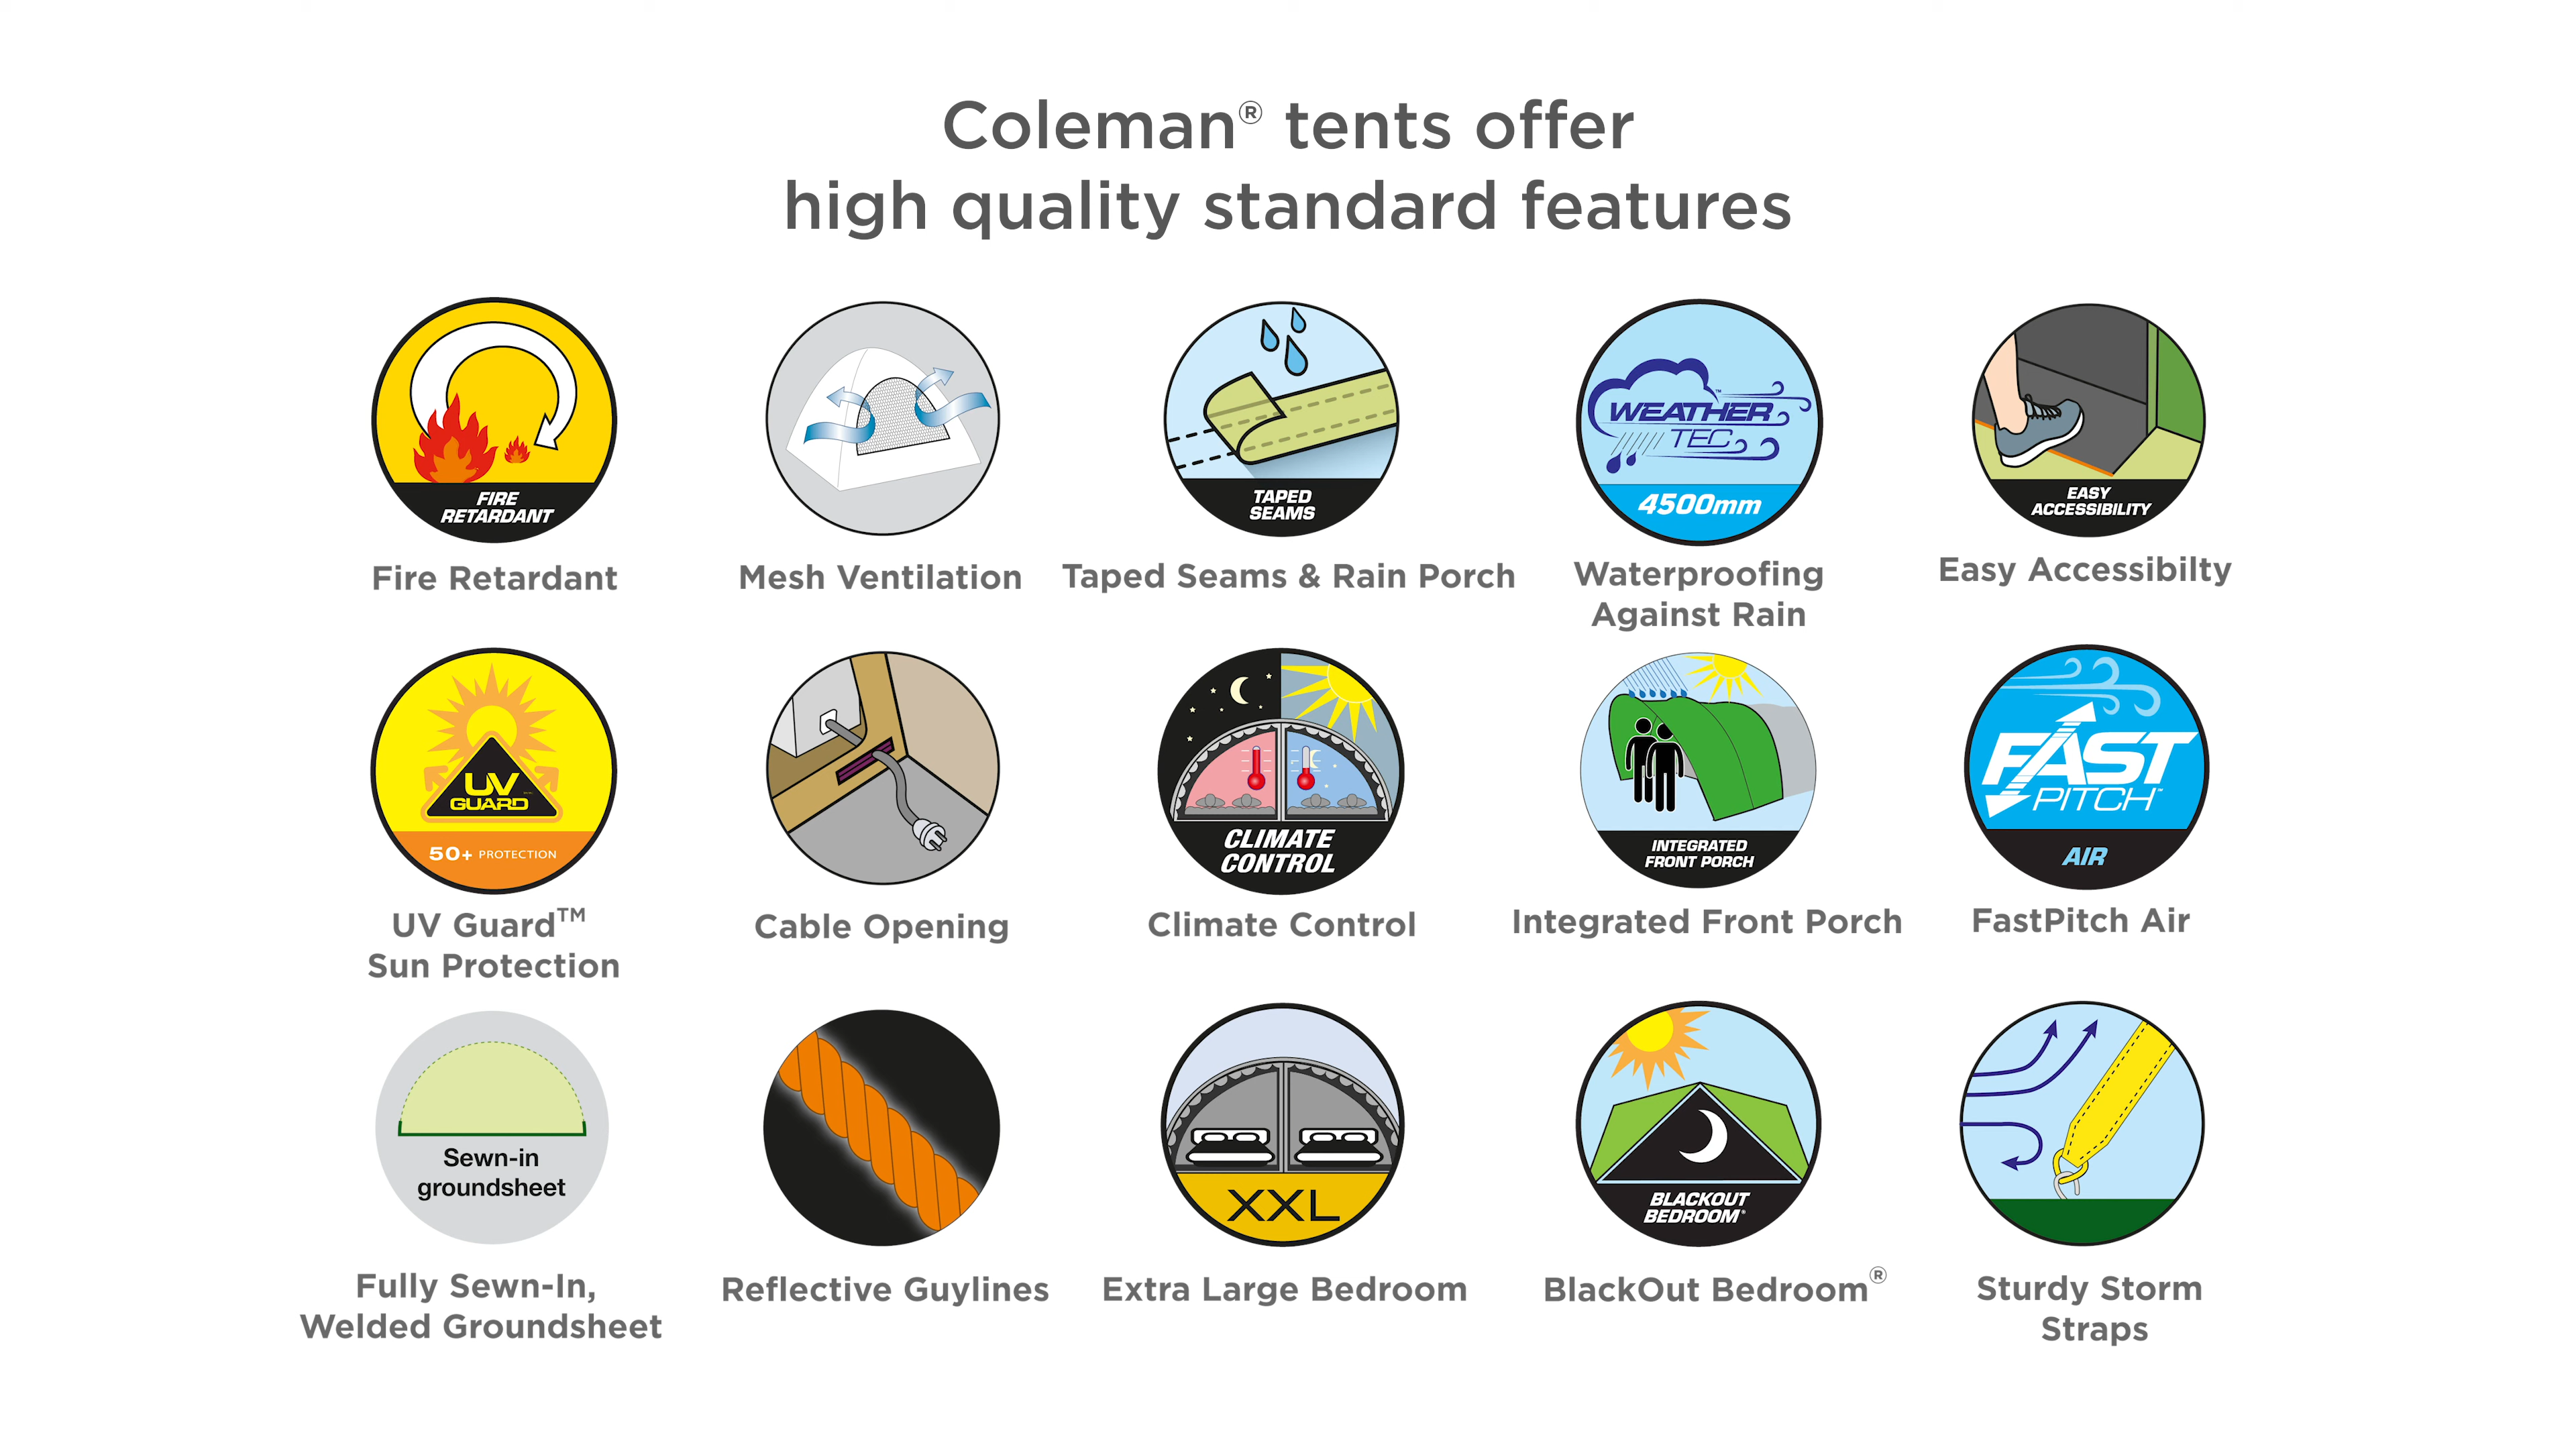 Coleman® tents offer
high quality standard features
FIRE
RETARDANT
TAPED
SEAMS
WEATHER™
TEC
4500mm
EASY
ACCESSIBILITY
Fire Retardant
Mesh Ventilation
Taped Seams & Rain Porch
Waterproofing
Against Rain
Easy Accessibilty
UV
GUARD
50+ PROTECTION
CLIMATE
CONTROL
INTEGRATED
FRONT PORCH
FAST
PITCH™
AIR
UV Guard™
Sun Protection
Cable Opening
Climate Control
Integrated Front Porch
FastPitch Air
Sewn-in
groundsheet
XXL
BLACKOUT
BEDROOM®
Fully Sewn-In,
Welded Groundsheet
Reflective Guylines
Extra Large Bedroom
BlackOut Bedroom®
Sturdy Storm
Straps